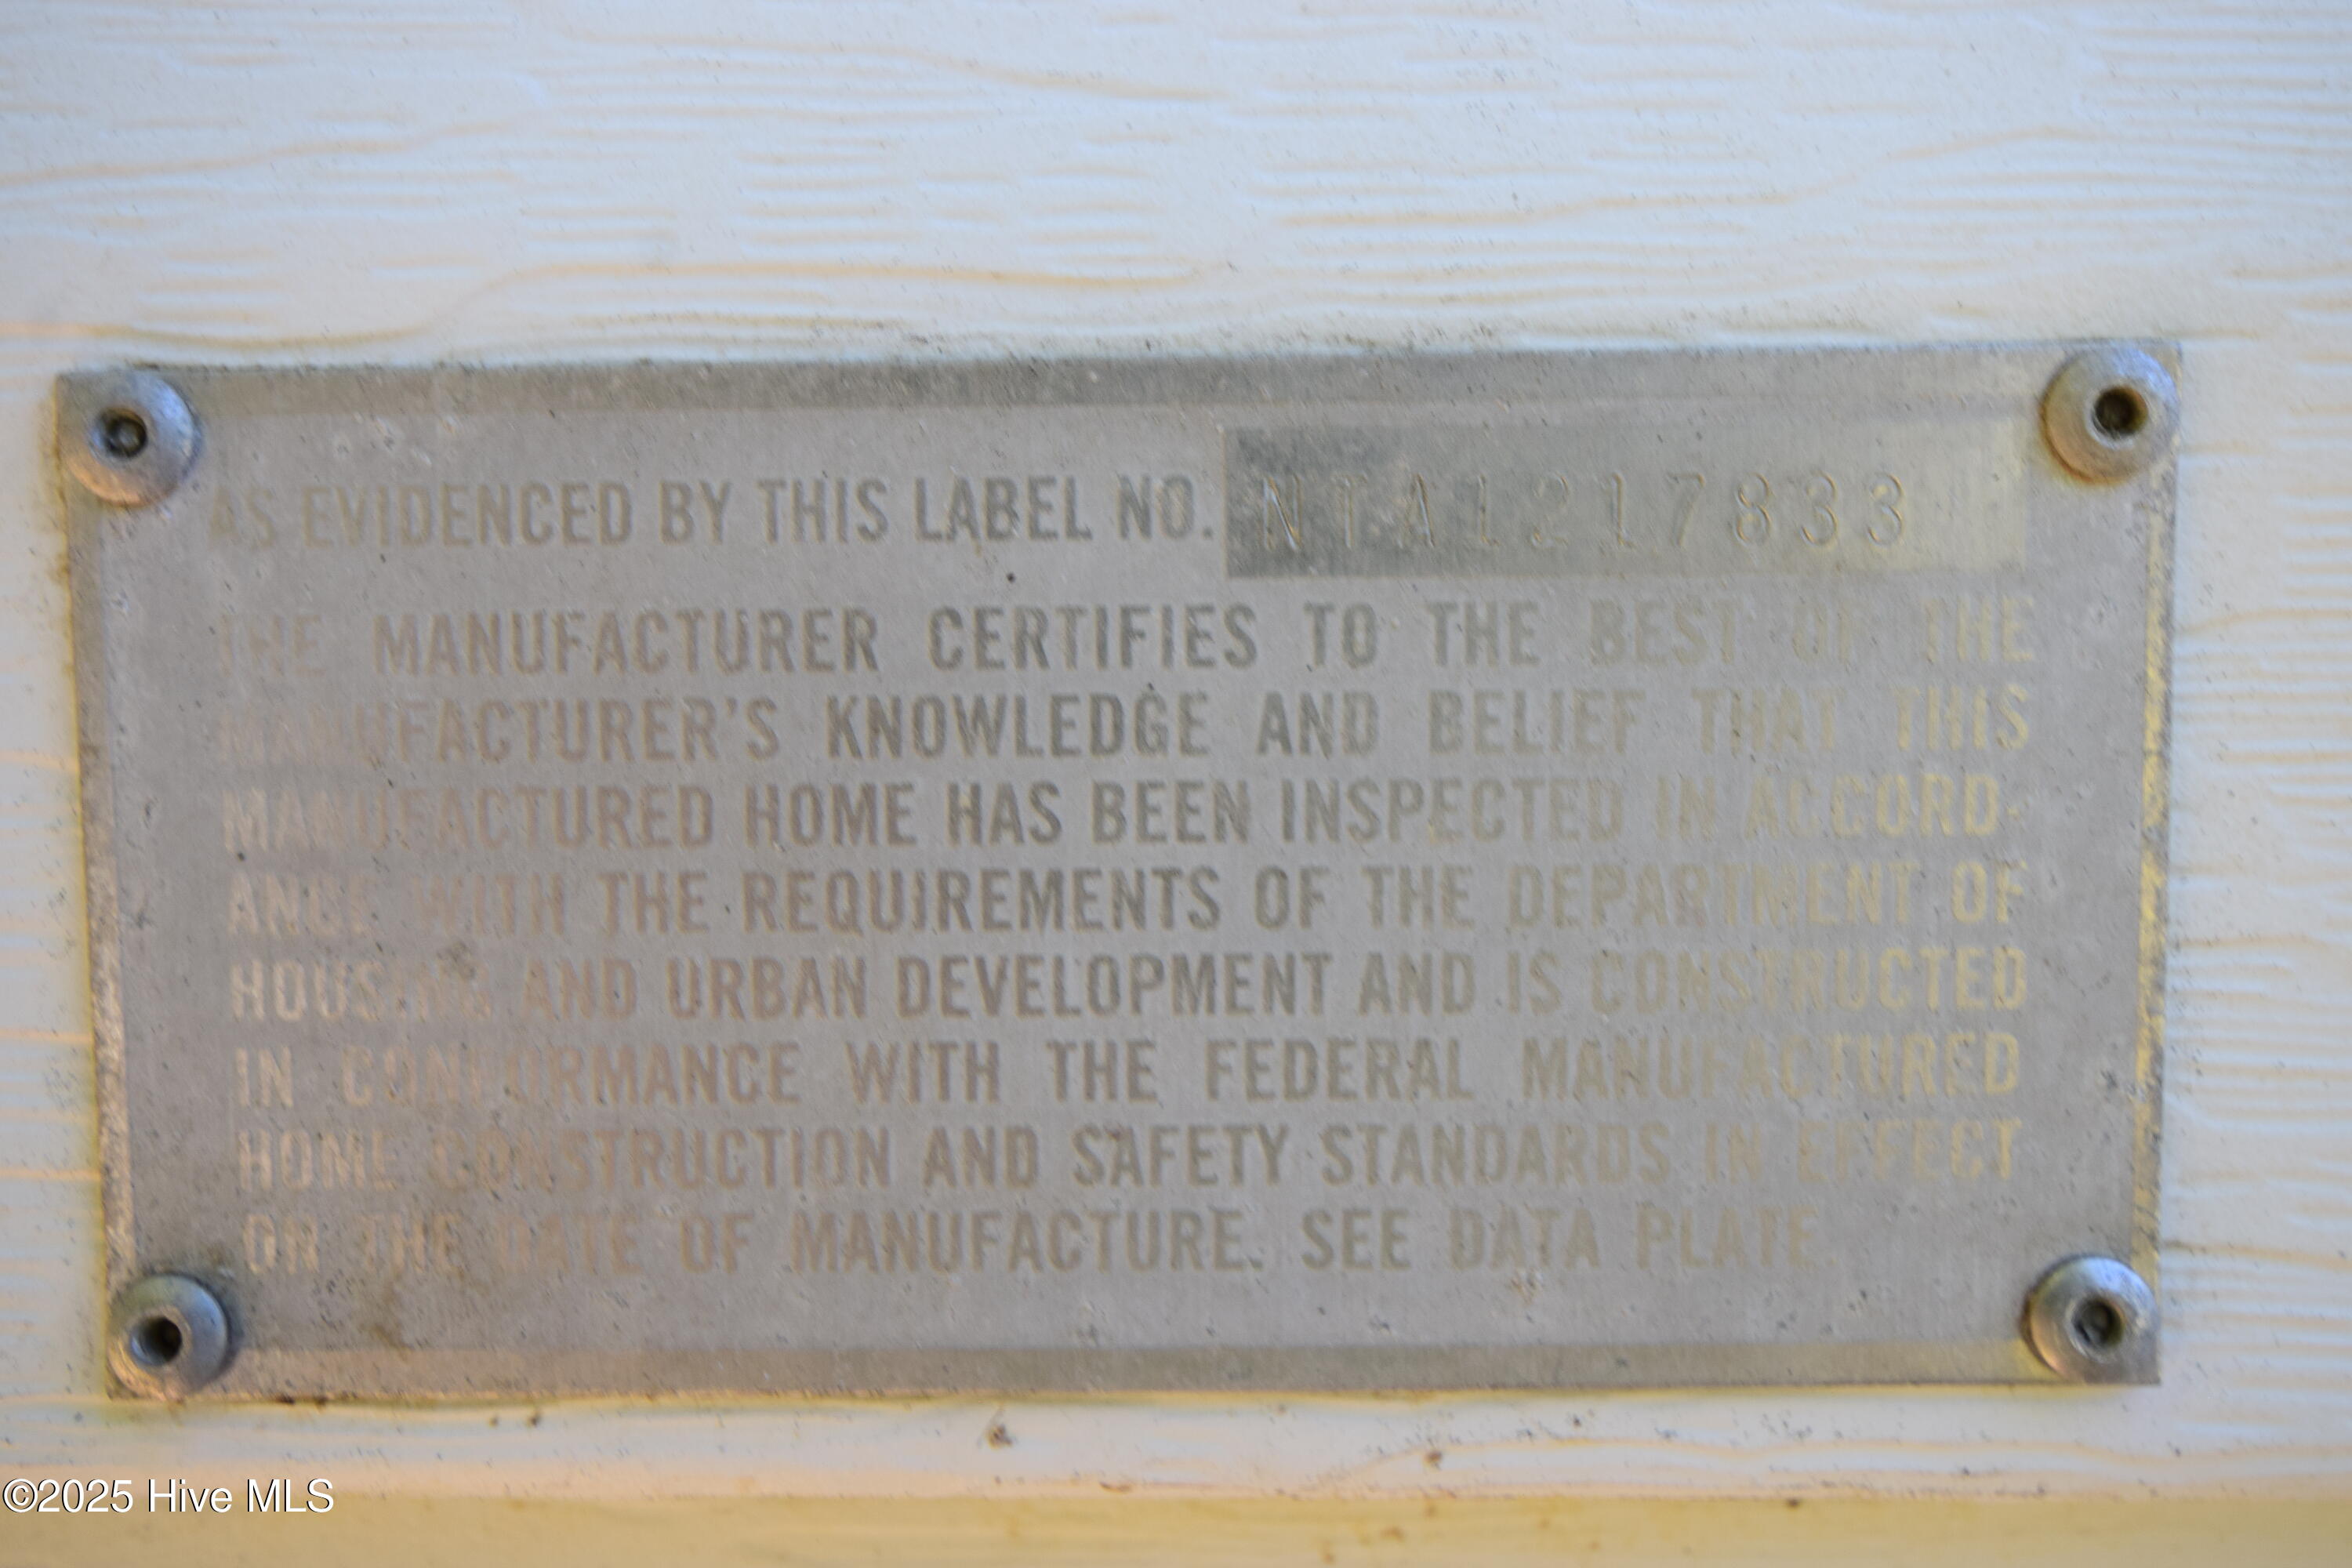 AS EVIDENCED BY THIS LABEL NO. NTA1217833
THE MANUFACTURER CERTIFIES TO THE BEST OF THE
MANUFACTURER'S KNOWLEDGE AND BELIEF THAT THIS
MANUFACTURED HOME HAS BEEN INSPECTED IN ACCORD-
ANCE WITH THE REQUIREMENTS OF THE DEPARTMENT OF
HOUSING AND URBAN DEVELOPMENT AND IS CONSTRUCTED
IN CONFORMANCE WITH THE FEDERAL MANUFACTURED
HOME CONSTRUCTION AND SAFETY STANDARDS IN EFFECT
ON THE DATE OF MANUFACTURE. SEE DATA PLATE.
©2025 Hive MLS